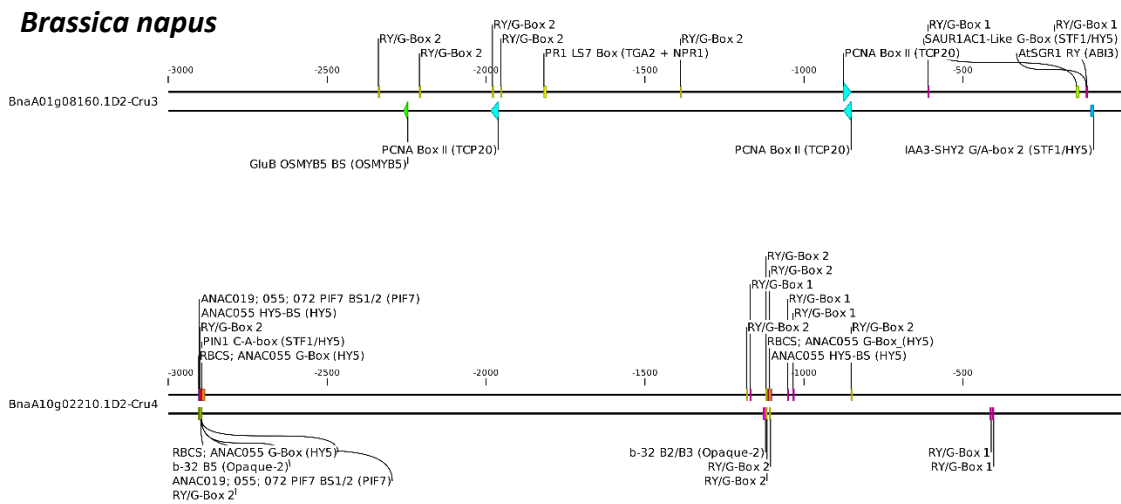 Brassica napus
RY/G-Box 2
RY/G-Box 2
RY/G-Box 2
RY/G-Box 2
PR1 LS7 Box (TGA2 + NPR1)
RY/G-Box 2
RY/G-Box 1
RY/G-Box 1
SAUR1AC1-Like G-Box (STF1/HY5)
PCNA Box II (TCP20)
AtSGR1 RY (ABI3)
-3000
-2500
-2000
-1500
-1000
-500
BnaA01g08160.1D2-Cru3
PCNA Box II (TCP20)
PCNA Box II (TCP20)
IAA3-SHY2 G/A-box 2 (STF1/HY5)
GluB OSMYB5 BS (OSMYB5)
RY/G-Box 2
RY/G-Box 2
RY/G-Box 1
ANAC019; 055; 072 PIF7 BS1/2 (PIF7)
RY/G-Box 1
ANAC055 HY5-BS (HY5)
RY/G-Box 1
RY/G-Box 2
RY/G-Box 2
RY/G-Box 2
PIN1 C-A-box (STF1/HY5)
RBCS; ANAC055 G-Box_(HY5)
RBCS; ANAC055 G-Box (HY5)
ANAC055 HY5-BS (HY5)
-3000
-2500
-2000
-1500
-1000
-500
BnaA10g02210.1D2-Cru4
RBCS; ANAC055 G-Box (HY5)
b-32 B2/B3 (Opaque-2)
RY/G-Box 1
b-32 B5 (Opaque-2)
RY/G-Box 2
RY/G-Box 1
ANAC019; 055; 072 PIF7 BS1/2 (PIF7)
RY/G-Box 2
RY/G-Box 2